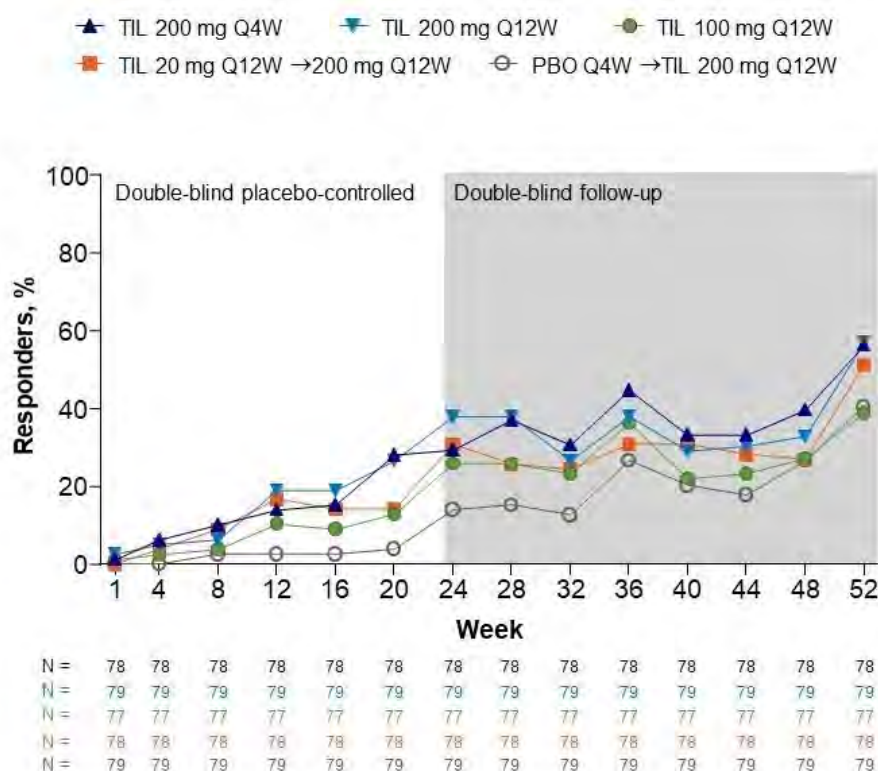 TIL 200 mg Q4W TIL 200 mg Q12W TIL 100 mg Q12W
TIL 20 mg Q12W →200 mg Q12W PBO Q4W →TIL 200 mg Q12W
Double-blind placebo-controlled Double-blind follow-up
Responders, %
100
80
60
40
20
0
1 4 8 12 16 20 24 28 32 36 40 44 48 52
Week
N = 78 78 78 78 78 78 78 78 78 78 78 78 78 78
N = 79 79 79 79 79 79 79 79 79 79 79 79 79 79
N = 77 77 77 77 77 77 77 77 77 77 77 77 77 77
N = 78 78 78 78 78 78 78 78 78 78 78 78 78 78
N = 79 79 79 79 79 79 79 79 79 79 79 79 79 79